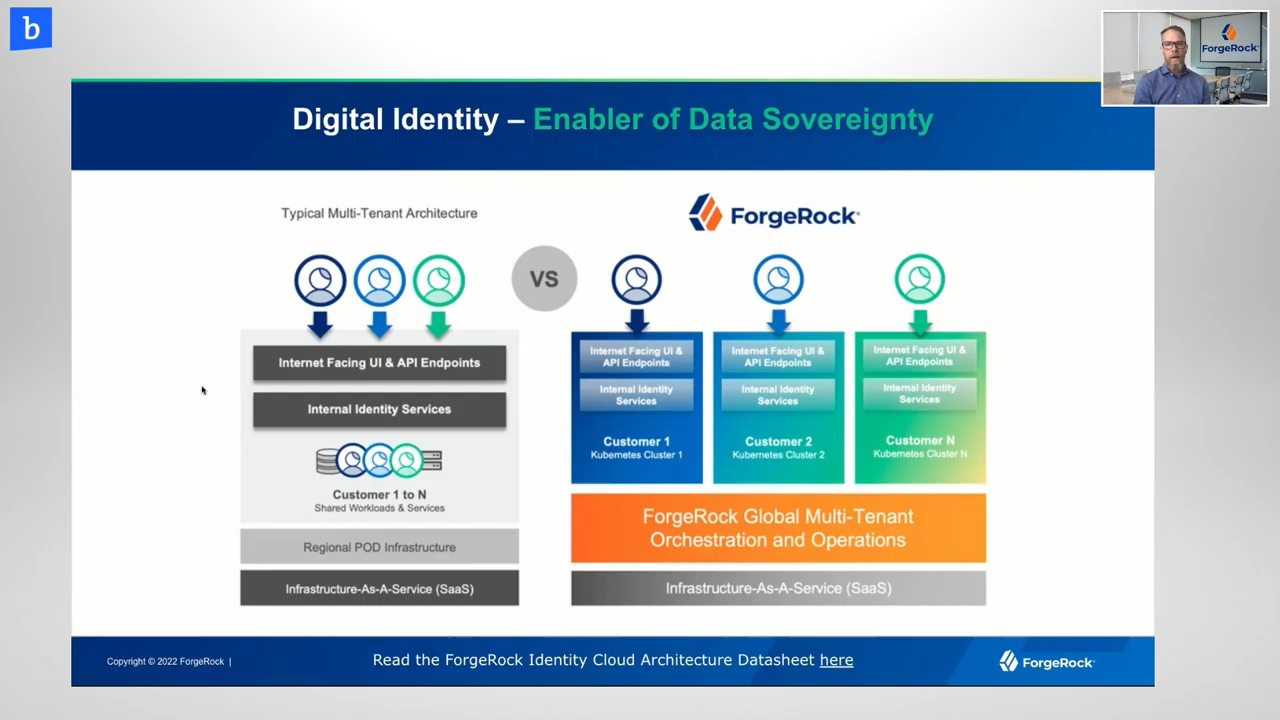 b
ForgeRock
Digital Identity – Enabler of Data Sovereignty
Typical Multi-Tenant Architecture
VS
ForgeRock
Internet Facing UI & API Endpoints
Internal Identity Services
Customer 1 to N
Shared Workloads & Services
Regional POD Infrastructure
Infrastructure-As-A-Service (SaaS)
Internet Facing UI &
API Endpoints
Internal Identity
Services
Customer 1
Kubernetes Cluster 1
Internet Facing UI &
API Endpoints
Internal Identity
Services
Customer 2
Kubernetes Cluster 2
Internet Facing UI &
API Endpoints
Internal Identity
Services
Customer N
Kubernetes Cluster N
ForgeRock Global Multi-Tenant
Orchestration and Operations
Infrastructure-As-A-Service (SaaS)
Copyright © 2022 ForgeRock |
Read the ForgeRock Identity Cloud Architecture Datasheet here
ForgeRock